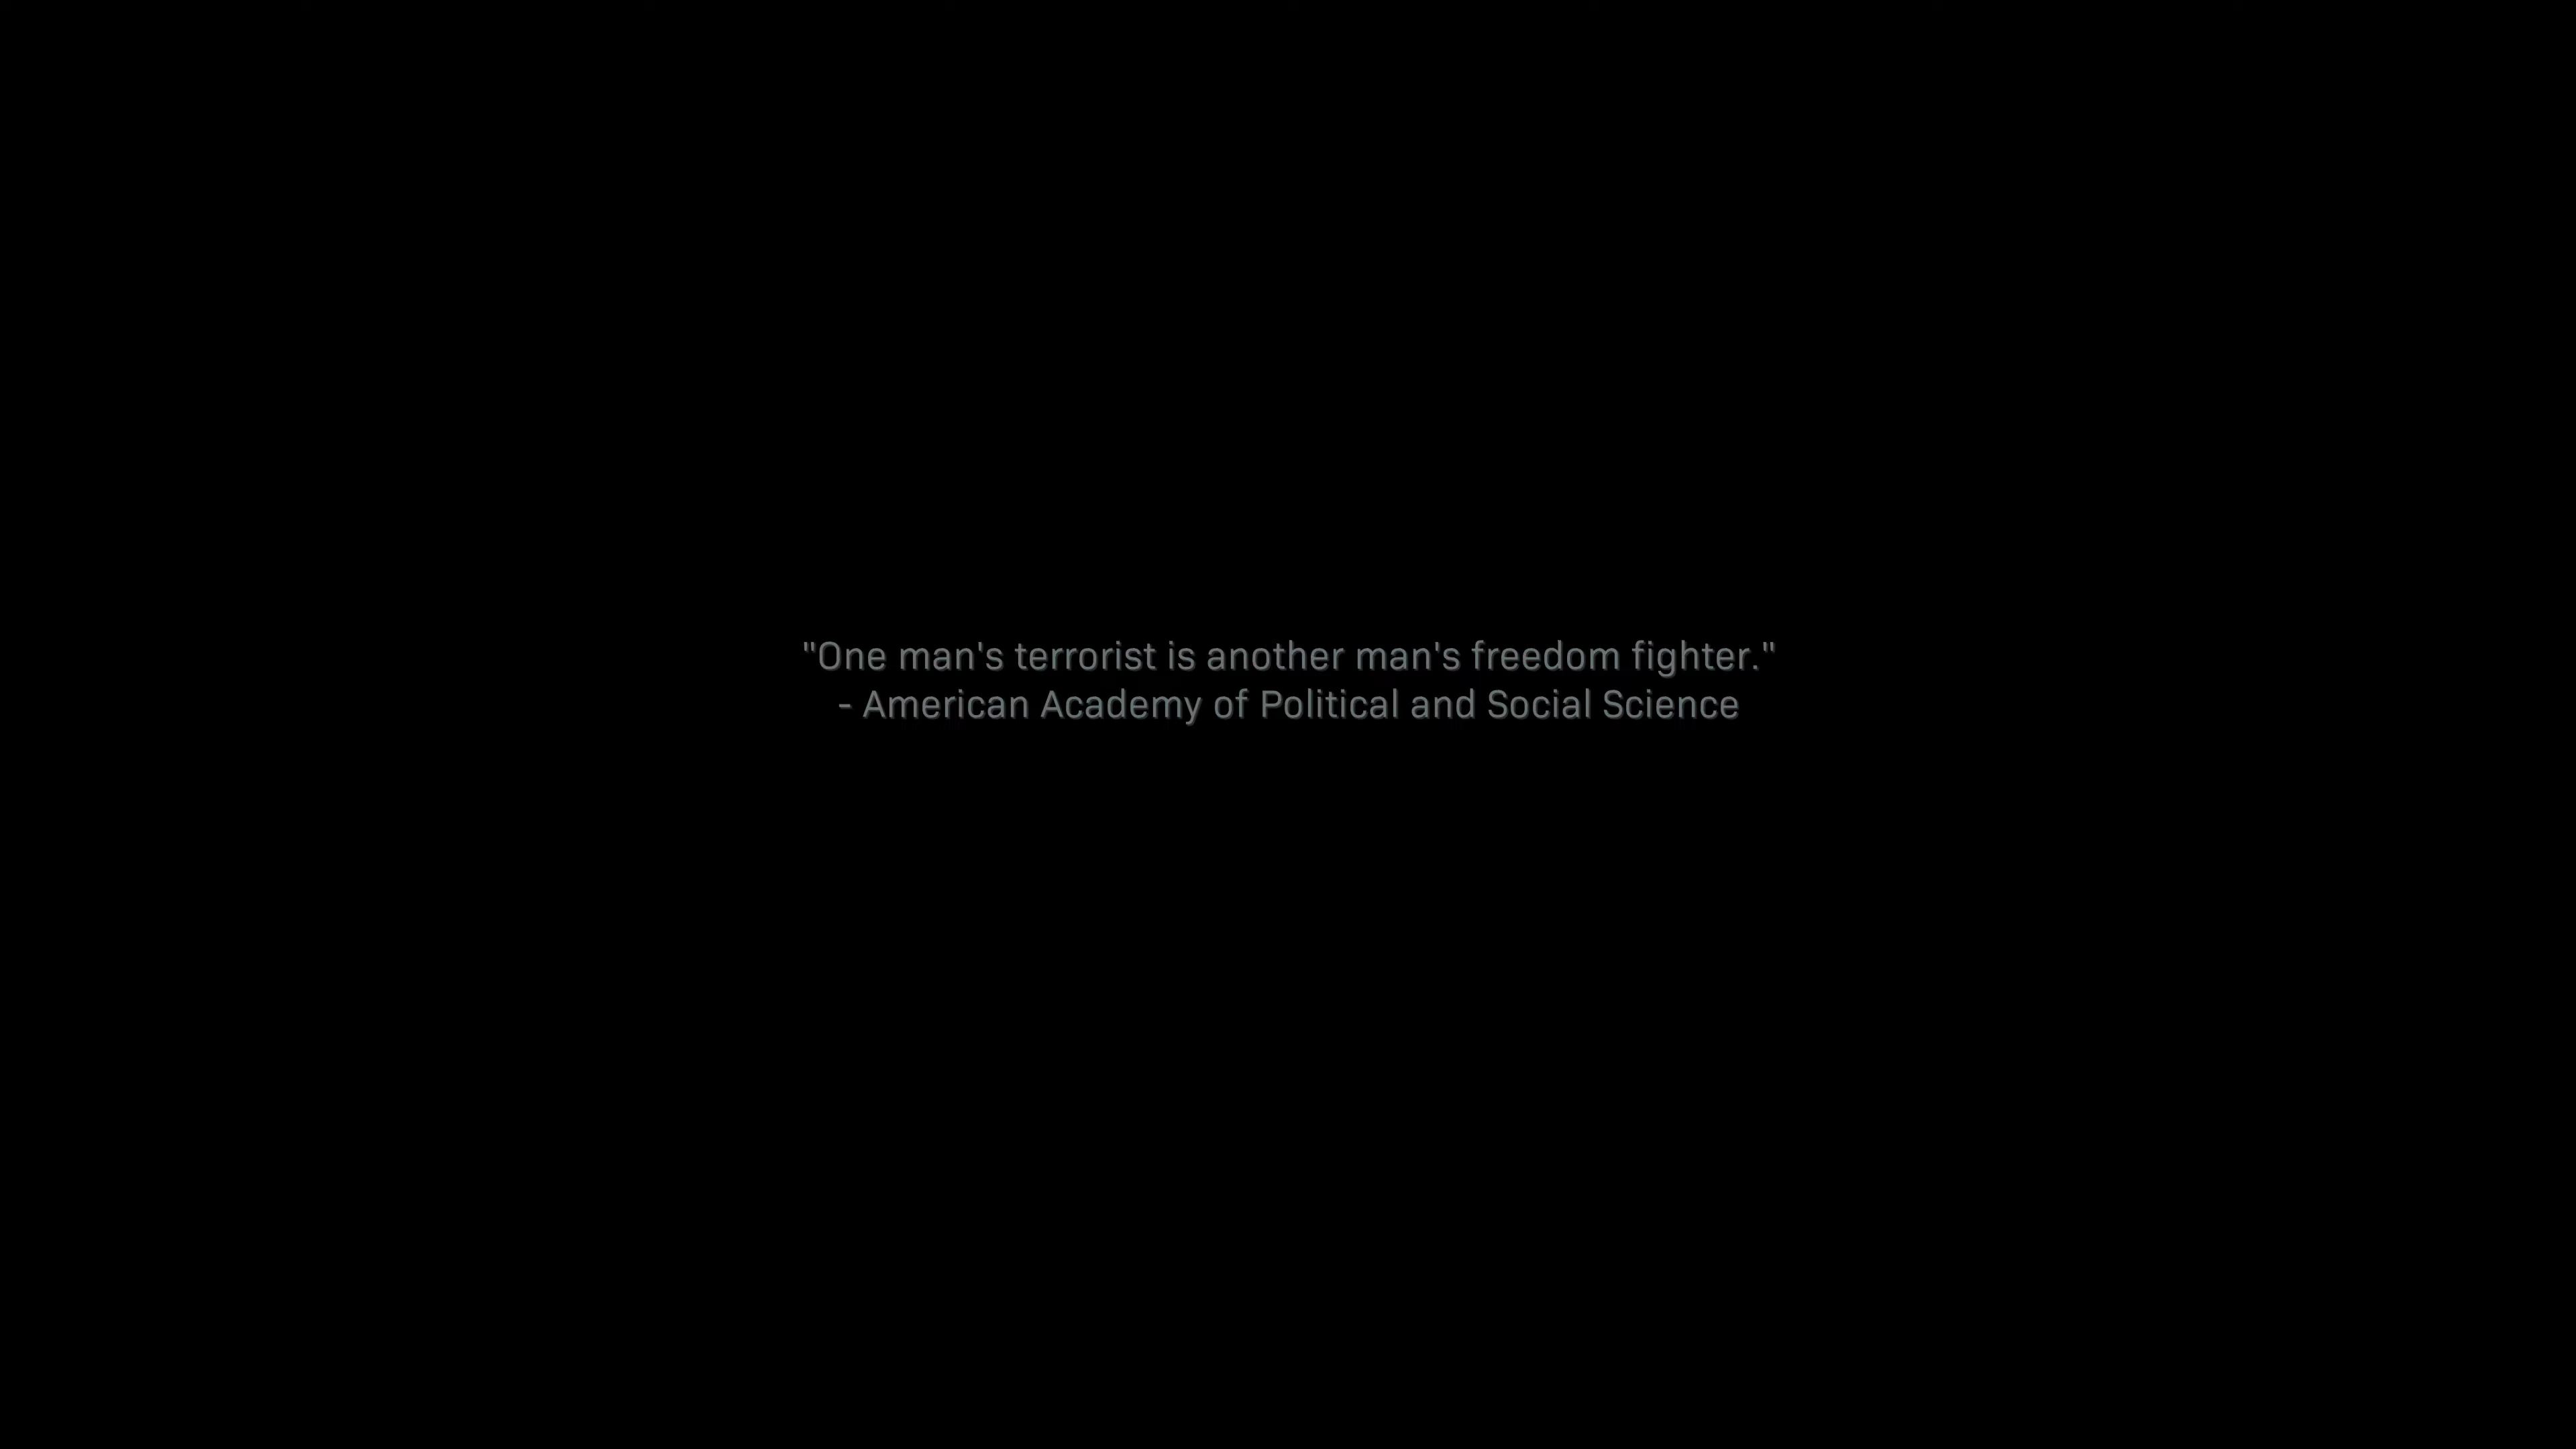 "One man's terrorist is another man's freedom fighter."
- American Academy of Political and Social Science